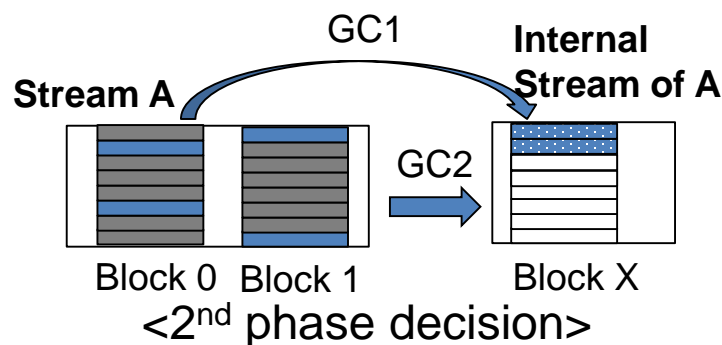 GC1
Internal
Stream of A
Stream A
GC2
Block 0
Block 1
Block X
<2nd phase decision>